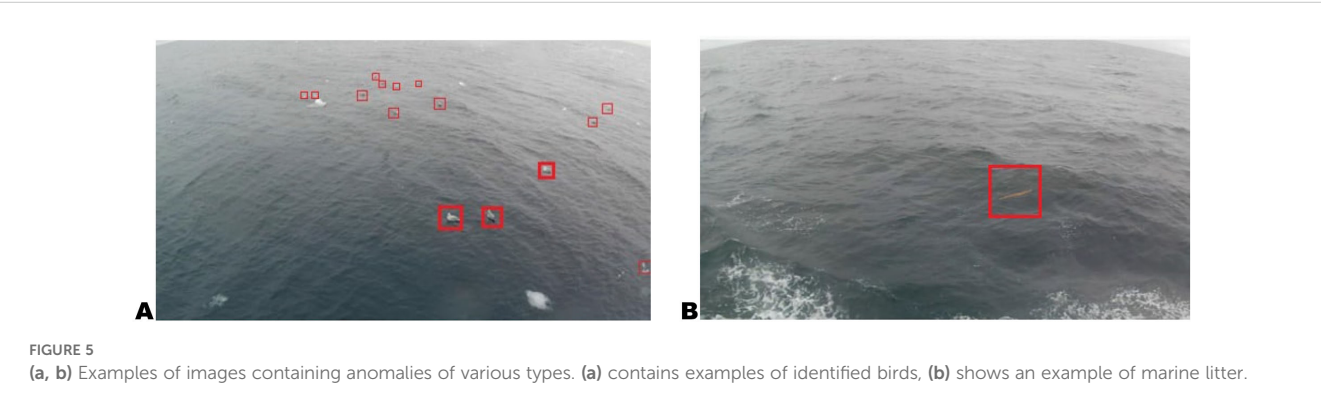 A
B
FIGURE 5
(a, b) Examples of images containing anomalies of various types. (a) contains examples of identified birds, (b) shows an example of marine litter.